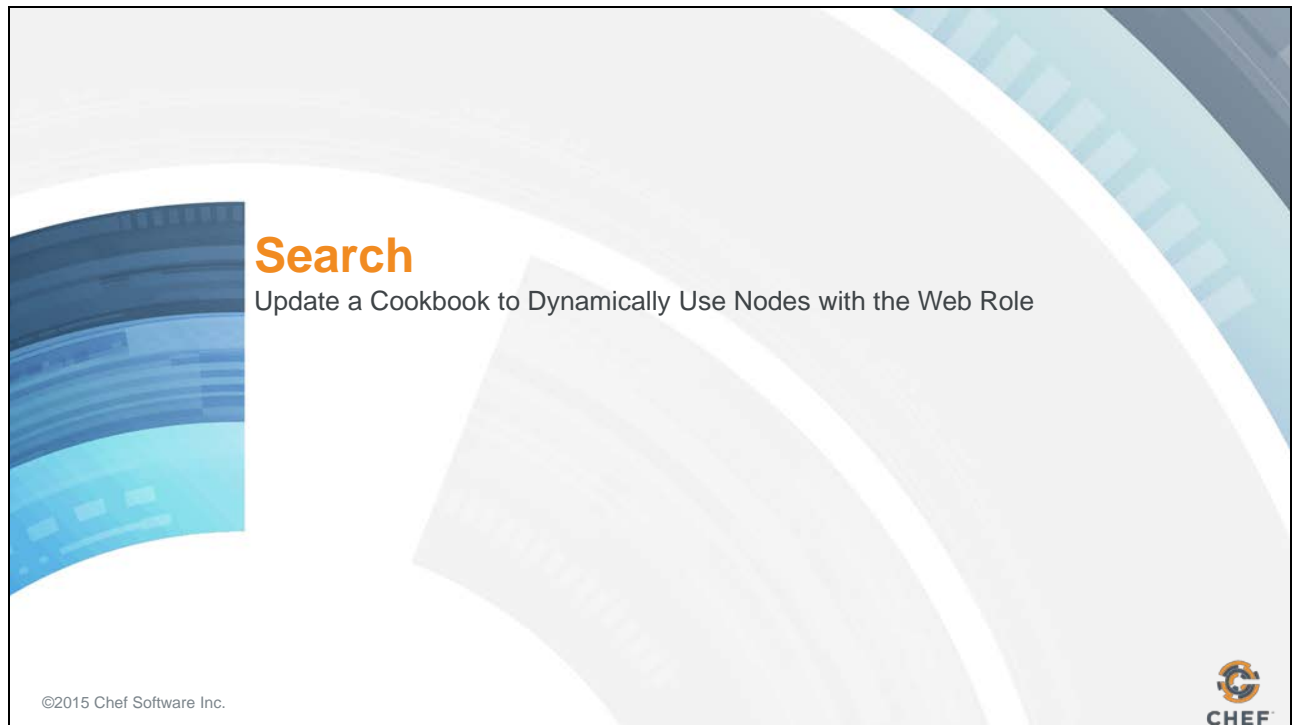 Search
Update a Cookbook to Dynamically Use Nodes with the Web Role
©2015 Chef Software Inc.
CHEF